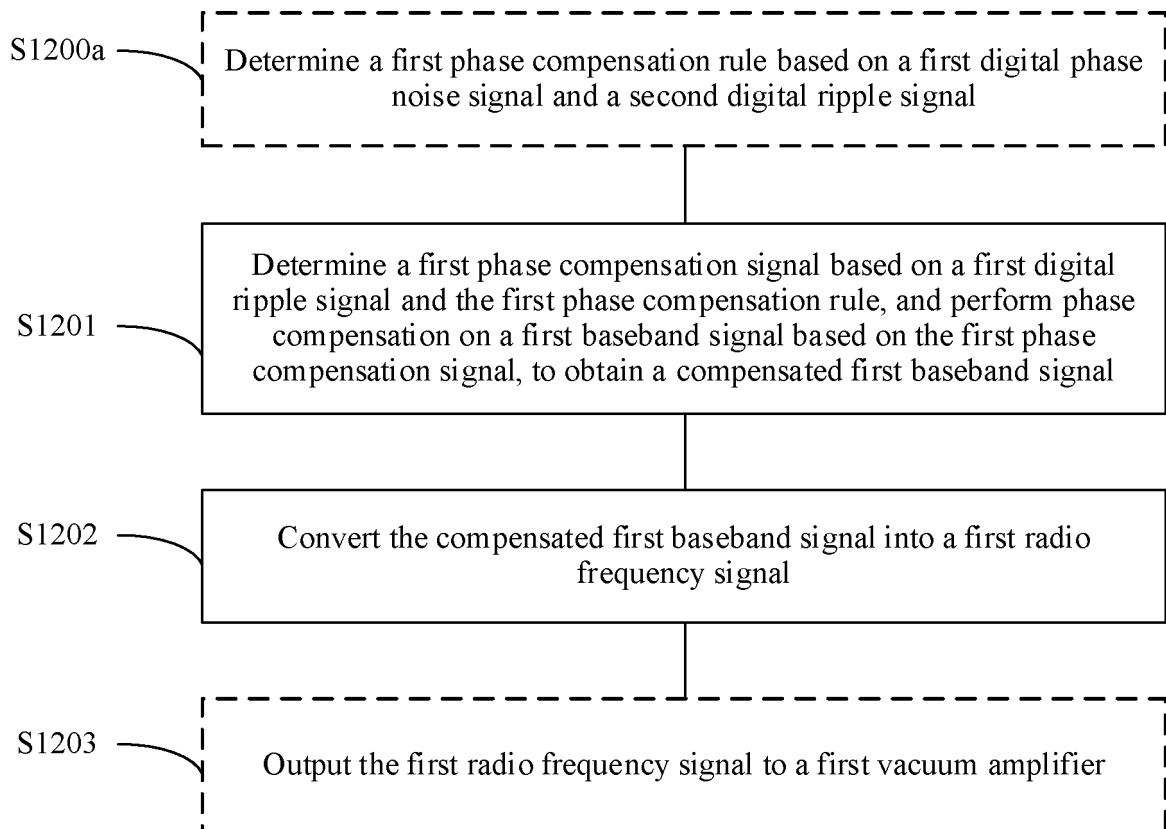 S1200a
Determine a first phase compensation rule based on a first digital phase
noise signal and a second digital ripple signal
S1201
Determine a first phase compensation signal based on a first digital
ripple signal and the first phase compensation rule, and perform phase
compensation on a first baseband signal based on the first phase
compensation signal, to obtain a compensated first baseband signal
S1202
Convert the compensated first baseband signal into a first radio
frequency signal
S1203
Output the first radio frequency signal to a first vacuum amplifier